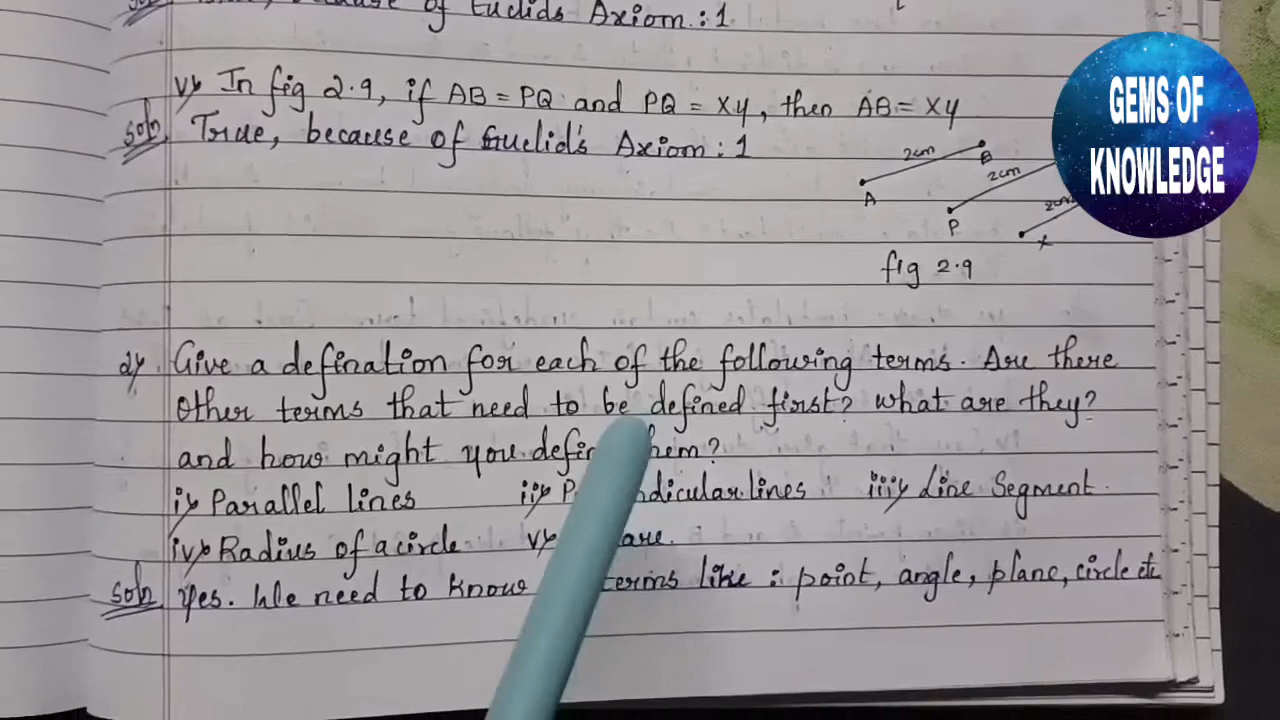 of Euclids Axiom : 1
v) In fig 2.9, if AB = PQ and PQ = XY, then AB = XY
Soln True, because of Euclid's Axiom : 1
2cm B
A
2cm
P
2cm
X
fig 2.9
GEMS OF
KNOWLEDGE
2) Give a defination for each of the following terms. Are there
other terms that need to be defined first? what are they?
and how might you defin hem?
i) Parallel lines ii) P ndicular lines iii) Line Segment.
iv) Radius of a circle v) are.
Soln Yes. We need to know terms like : point, angle, plane, circle etc